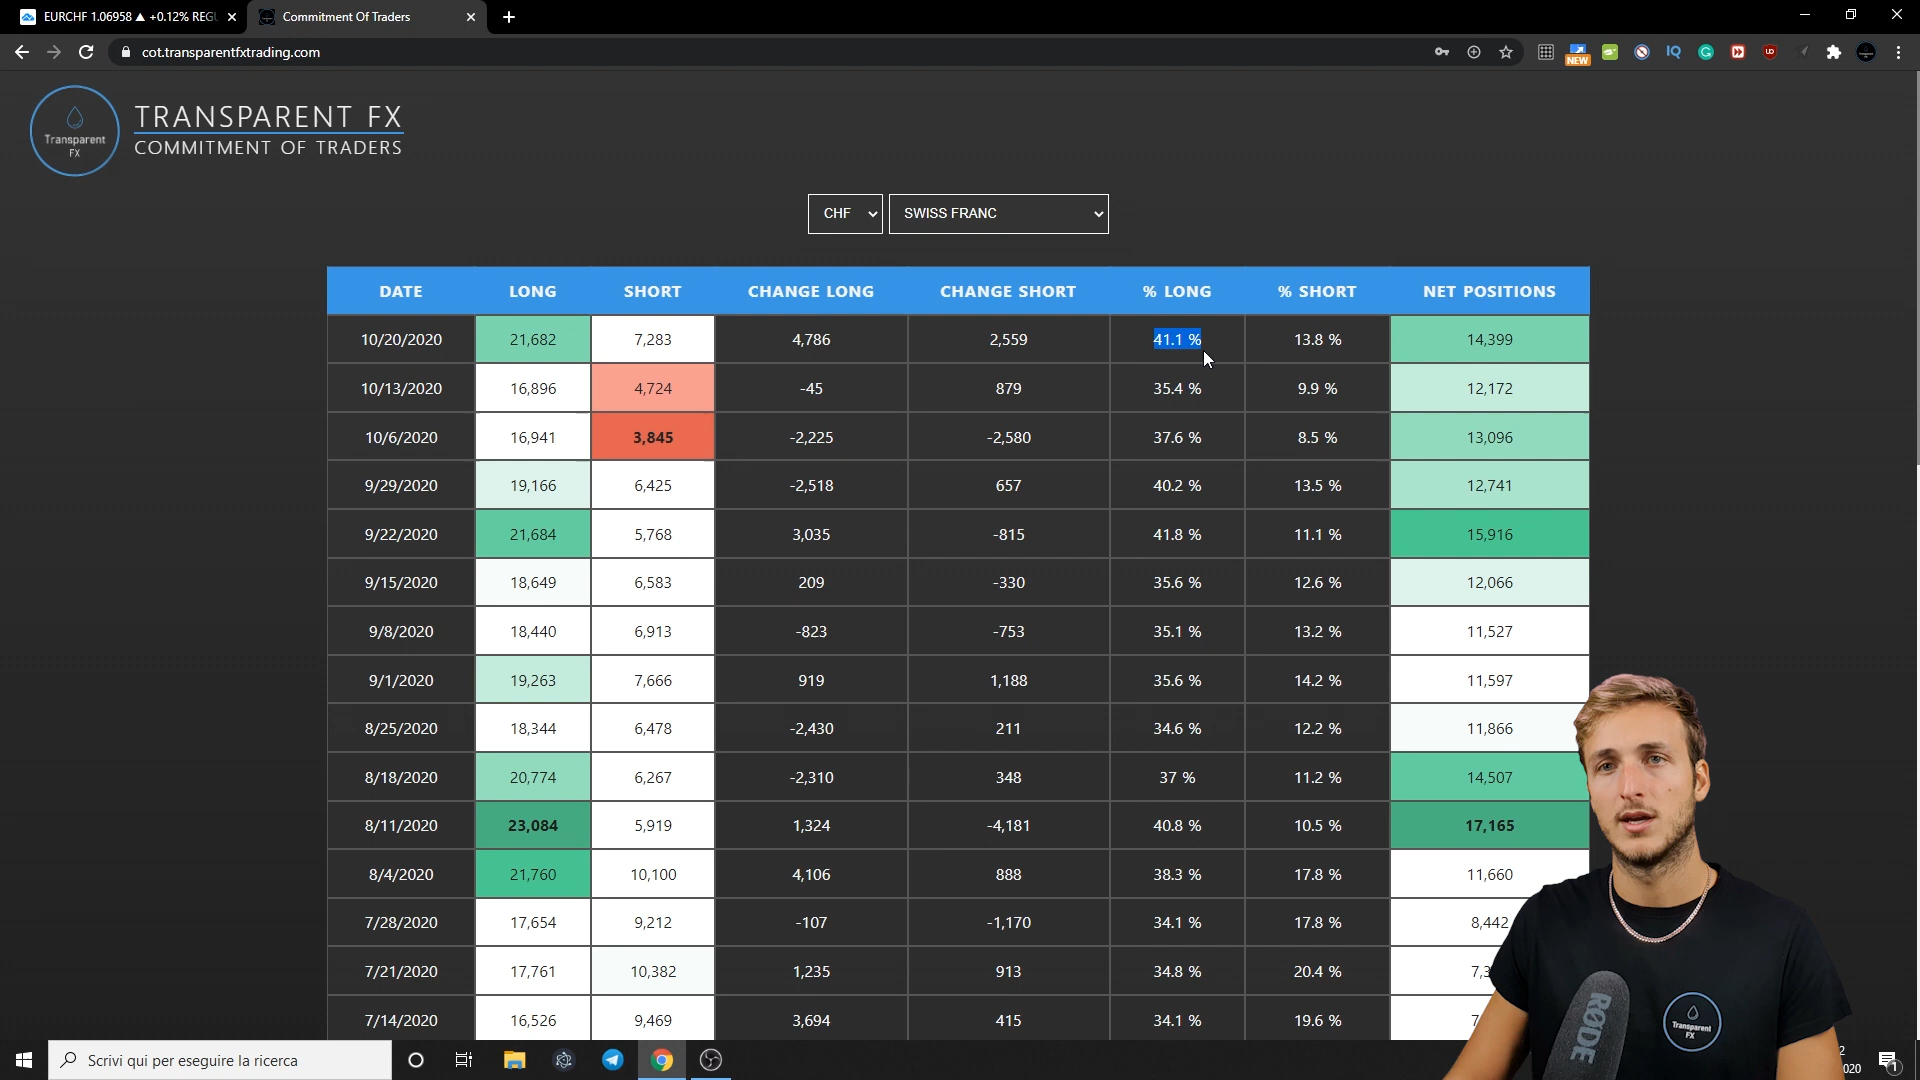 EURCHF 1.06958 ▲ +0.12% REGU
Commitment Of Traders
cot.transparentfxtrading.com
NEW
IQ
Transparent
FX
TRANSPARENT FX
COMMITMENT OF TRADERS
CHF SWISS FRANC
DATE LONG SHORT CHANGE LONG CHANGE SHORT % LONG % SHORT NET POSITIONS
10/20/2020 21,682 7,283 4,786 2,559 41.1 % 13.8 % 14,399
10/13/2020 16,896 4,724 -45 879 35.4 % 9.9 % 12,172
10/6/2020 16,941 3,845 -2,225 -2,580 37.6 % 8.5 % 13,096
9/29/2020 19,166 6,425 -2,518 657 40.2 % 13.5 % 12,741
9/22/2020 21,684 5,768 3,035 -815 41.8 % 11.1 % 15,916
9/15/2020 18,649 6,583 209 -330 35.6 % 12.6 % 12,066
9/8/2020 18,440 6,913 -823 -753 35.1 % 13.2 % 11,527
9/1/2020 19,263 7,666 919 1,188 35.6 % 14.2 % 11,597
8/25/2020 18,344 6,478 -2,430 211 34.6 % 12.2 % 11,866
8/18/2020 20,774 6,267 -2,310 348 37 % 11.2 % 14,507
8/11/2020 23,084 5,919 1,324 -4,181 40.8 % 10.5 % 17,165
8/4/2020 21,760 10,100 4,106 888 38.3 % 17.8 % 11,660
7/28/2020 17,654 9,212 -107 -1,170 34.1 % 17.8 % 8,442
7/21/2020 17,761 10,382 1,235 913 34.8 % 20.4 % 7,3
7/14/2020 16,526 9,469 3,694 415 34.1 % 19.6 % 7
RØDE
Transparent
FX
Scrivi qui per eseguire la ricerca
2
020
1